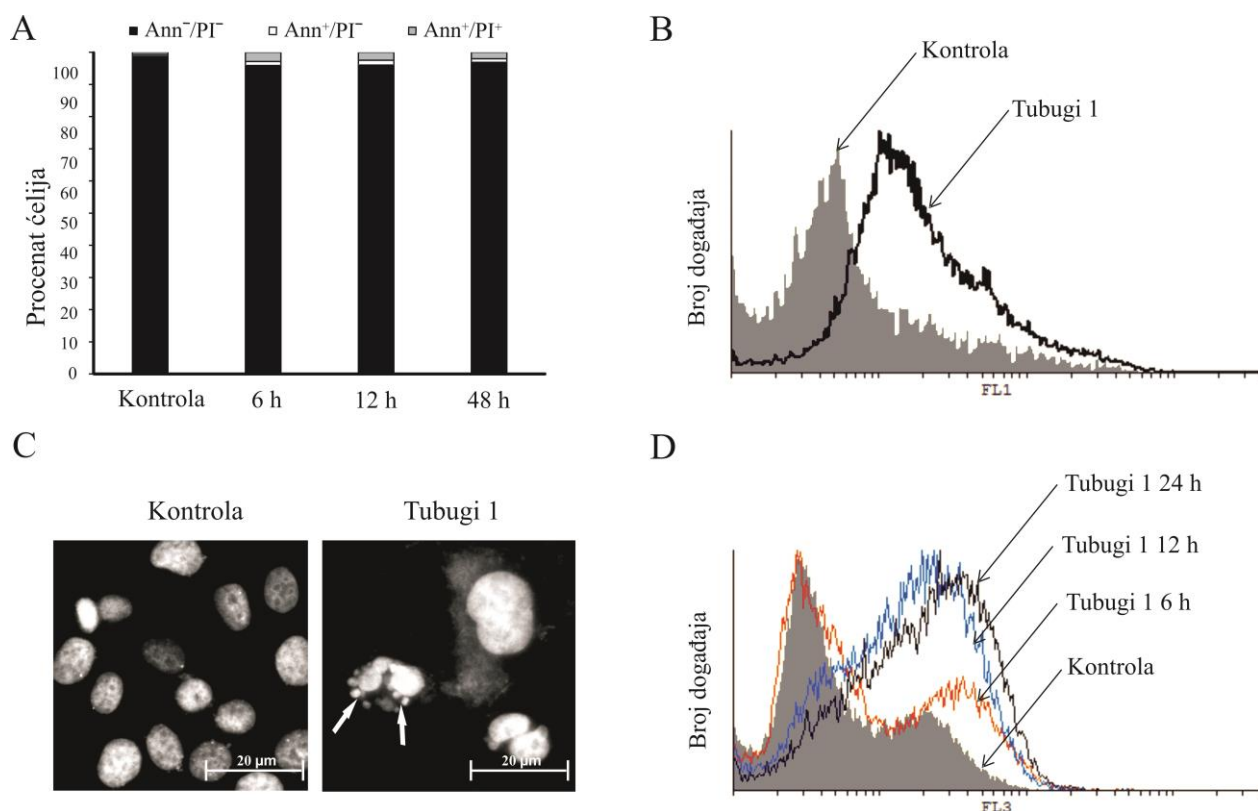 A
Ann⁻/PI⁻ Ann⁺/PI⁻ Ann⁺/PI⁺
Procenat ćelija
100
90
80
70
60
50
40
30
20
10
0
Kontrola 6 h 12 h 48 h
B
Kontrola
Tubugi 1
Broj događaja
FL1
C
Kontrola Tubugi 1
20 µm 20 µm
D
Tubugi 1 24 h
Tubugi 1 12 h
Tubugi 1 6 h
Kontrola
Broj događaja
FL3